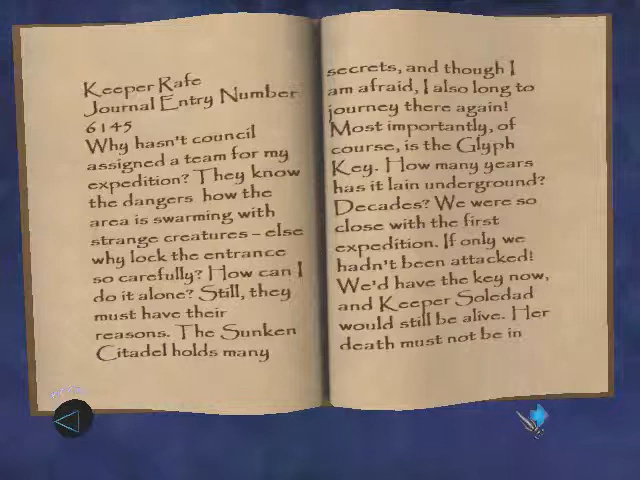 Keeper Rafe
Journal Entry Number
6145
Why hasn't council
assigned a team for my
expedition? They know
the dangers how the
area is swarming with
strange creatures – else
why lock the entrance
so carefully? How can I
do it alone? Still, they
must have their
reasons. The Sunken
Citadel holds many
secrets, and though I
am afraid, I also long to
journey there again!
Most importantly, of
course, is the Glyph
Key. How many years
has it lain underground?
Decades? We were so
close with the first
expedition. If only we
hadn't been attacked!
We'd have the key now,
and Keeper Soledad
would still be alive. Her
death must not be in